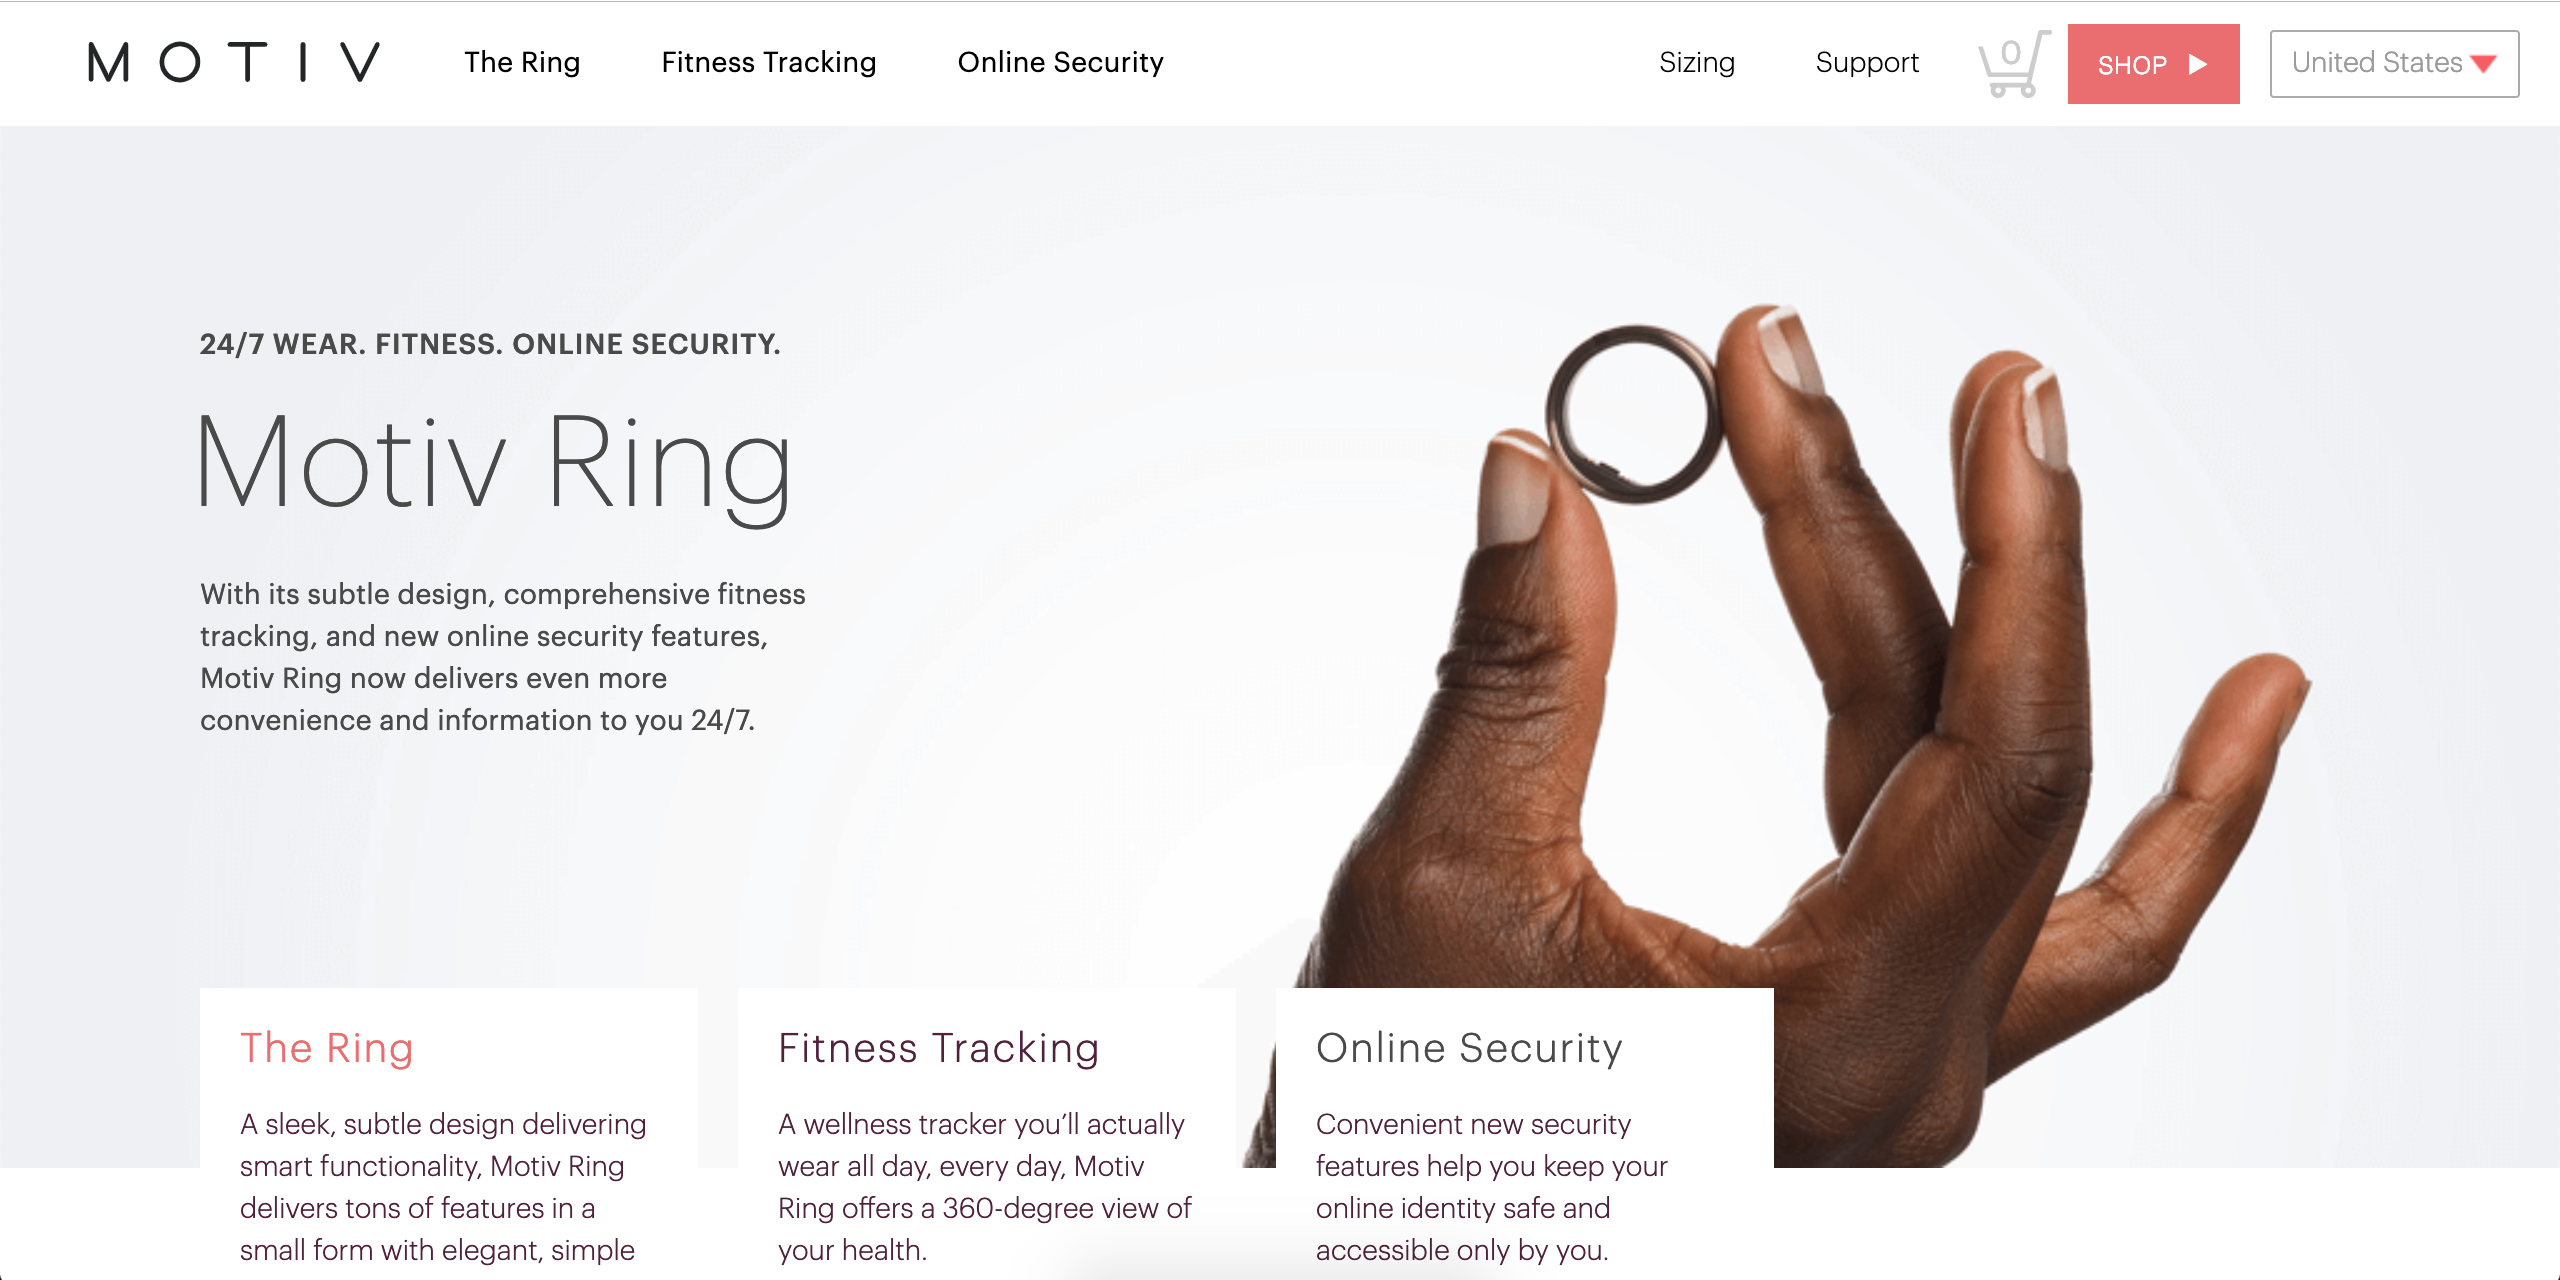 MOTIV
The Ring
Fitness Tracking
Online Security
Sizing
Support
0
SHOP
United States
24/7 WEAR. FITNESS. ONLINE SECURITY.
Motiv Ring
With its subtle design, comprehensive fitness
tracking, and new online security features,
Motiv Ring now delivers even more
convenience and information to you 24/7.
The Ring
A sleek, subtle design delivering
smart functionality, Motiv Ring
delivers tons of features in a
small form with elegant, simple
Fitness Tracking
A wellness tracker you’ll actually
wear all day, every day, Motiv
Ring offers a 360-degree view of
your health.
Online Security
Convenient new security
features help you keep your
online identity safe and
accessible only by you.